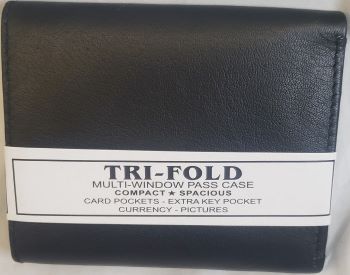 TRI-FOLD
MULTI-WINDOW PASS CASE
COMPACT ★ SPACIOUS
CARD POCKETS - EXTRA KEY POCKET
CURRENCY - PICTURES